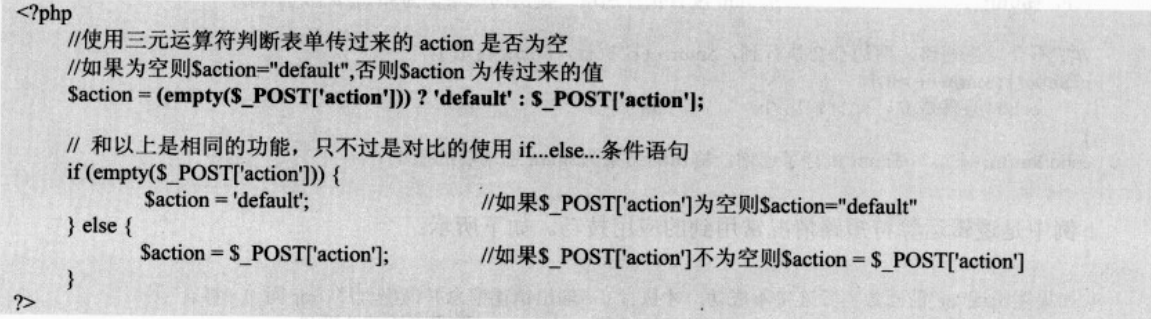 <?php
//使用三元运算符判断表单传过来的 action 是否为空
//如果为空则$action="default",否则$action 为传过来的值
$action = (empty($_POST['action'])) ? 'default' : $_POST['action'];
// 和以上是相同的功能，只不过是对比的使用 if...else...条件语句
if (empty($_POST['action'])) {
$action = 'default'; //如果$_POST['action']为空则$action="default"
} else {
$action = $_POST['action']; //如果$_POST['action']不为空则$action = $_POST['action']
}
?>